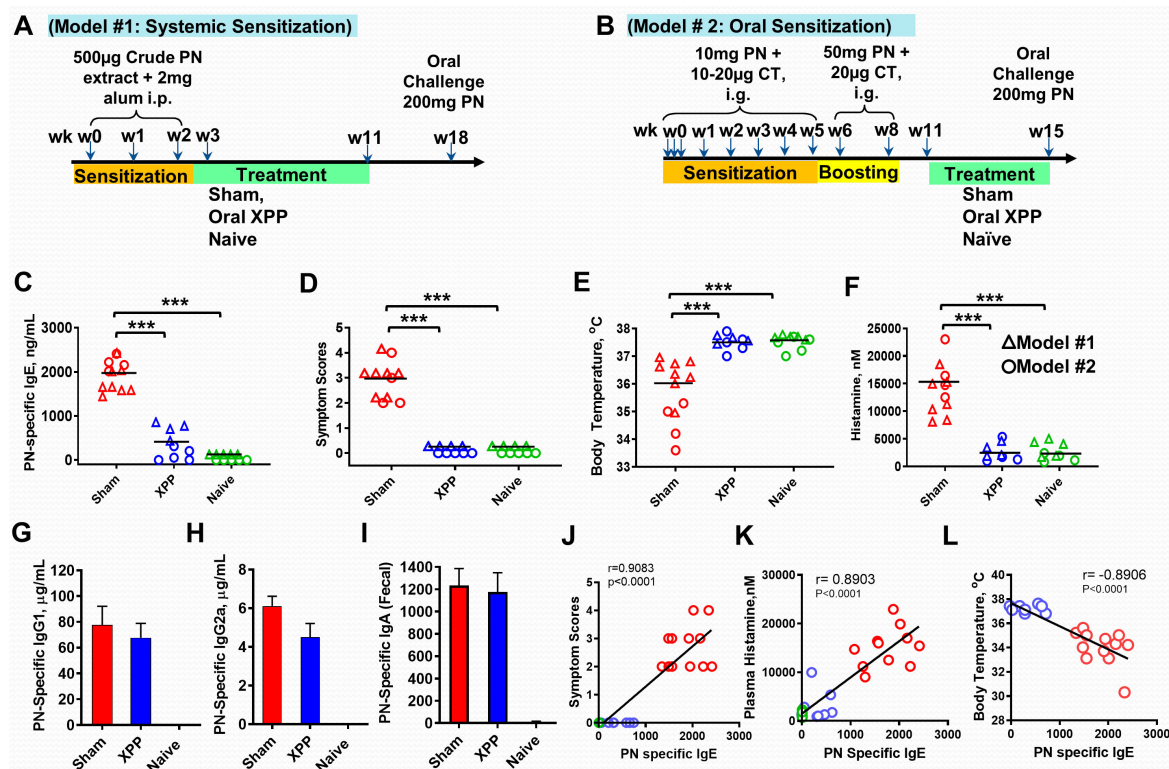 A (Model #1: Systemic Sensitization)
500µg Crude PN
extract + 2mg
alum i.p.
Oral
Challenge
200mg PN
wk w0 w1 w2 w3 w11 w18
Sensitization Treatment
Sham,
Oral XPP
Naive
B (Model # 2: Oral Sensitization)
10mg PN +
10-20µg CT,
i.g.
50mg PN +
20µg CT,
i.g.
Oral
Challenge
200mg PN
wk w0 w1 w2 w3 w4 w5 w6 w8 w11 w15
Sensitization Boosting Treatment
Sham
Oral XPP
Naïve
C
PN-specific IgE, ng/mL
3000
2000
1000
0
***
***
Sham XPP Naive
D
Symptom Scores
5
4
3
2
1
0
***
***
Sham XPP Naive
E
Body Temperature, °C
38
37
36
35
34
33
***
***
Sham XPP Naive
F
Histamine, nM
25000
20000
15000
10000
5000
0
***
***
Model #1
Model #2
Sham XPP Naive
G
PN-Specific IgG1, µg/mL
120
100
80
60
40
20
0
Sham XPP Naive
H
PN-Specific IgG2a, µg/mL
8
6
4
2
0
Sham XPP Naive
I
PN-Specific IgA (Fecal)
1400
1200
1000
800
600
400
200
0
Sham XPP Naive
J
r=0.9083
p<0.0001
Symptom Scores
5
4
3
2
1
0
0 1000 2000 3000
PN specific IgE
K
r= 0.8903
P<0.0001
Plasma Histamine,nM
30000
20000
10000
0
0 1000 2000 3000
PN Specific IgE
L
r= -0.8906
P<0.0001
Body Temperature, °C
40
38
36
34
32
30
28
0 1000 2000 3000
PN specific IgE